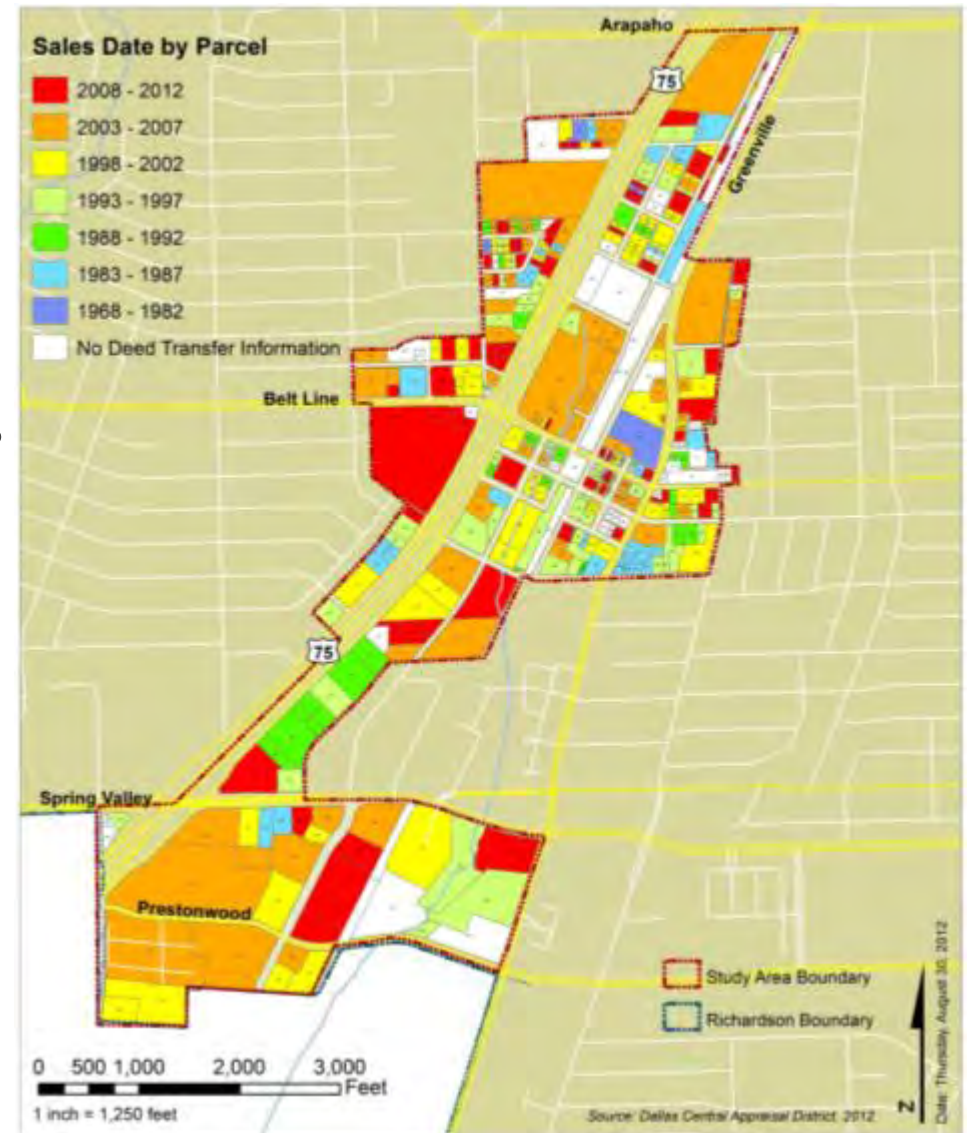 Sales Date by Parcel
2008 - 2012
2003 - 2007
1998 - 2002
1993 - 1997
1988 - 1992
1983 - 1987
1968 - 1982
No Deed Transfer Information
Arapaho
75
Greenville
Belt Line
75
Spring Valley
Prestonwood
Study Area Boundary
Richardson Boundary
0 500 1,000 2,000 3,000
Feet
1 inch = 1,250 feet
Source: Dallas Central Appraisal District, 2012
N
Date: Thursday, August 30, 2012